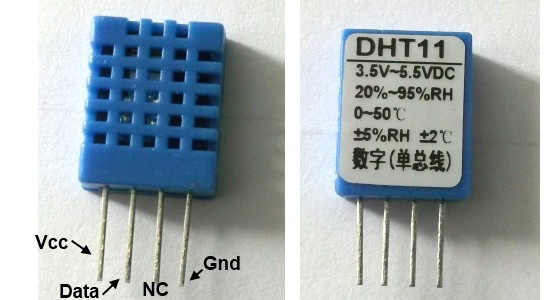 Vcc
Data
NC
Gnd
DHT11
3.5V~5.5VDC
20%~95%RH
0~50℃
±5%RH ±2℃
数字(单总线)